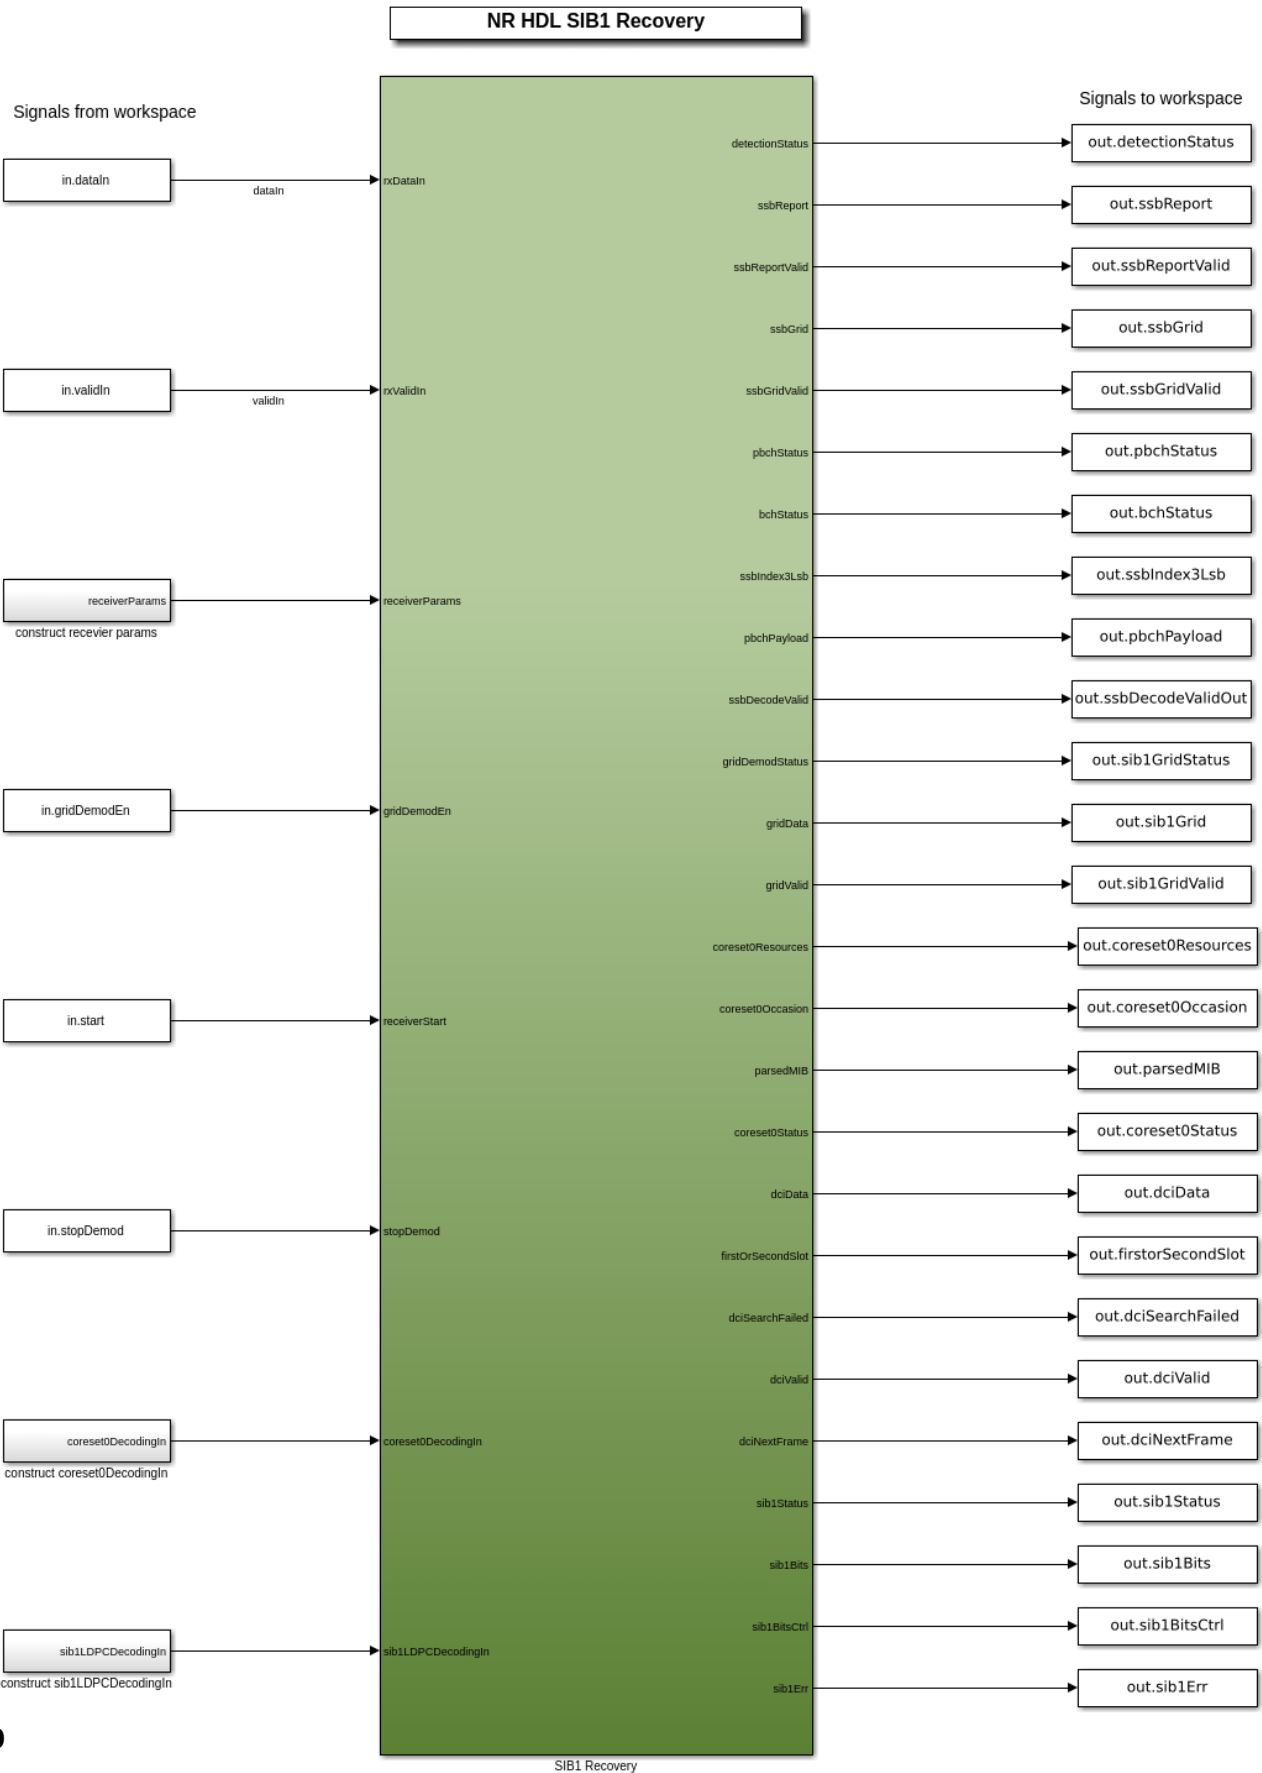 NR HDL SIB1 Recovery
Signals from workspace
Signals to workspace
in.dataIn
dataIn
rxDataIn
in.validIn
validIn
rxValidIn
receiverParams
construct recevier params
receiverParams
in.gridDemodEn
gridDemodEn
in.start
receiverStart
in.stopDemod
stopDemod
coreset0DecodingIn
construct coreset0DecodingIn
coreset0DecodingIn
sib1LDPCDecodingIn
construct sib1LDPCDecodingIn
sib1LDPCDecodingIn
detectionStatus
out.detectionStatus
ssbReport
out.ssbReport
ssbReportValid
out.ssbReportValid
ssbGrid
out.ssbGrid
ssbGridValid
out.ssbGridValid
pbchStatus
out.pbchStatus
bchStatus
out.bchStatus
ssbIndex3Lsb
out.ssbIndex3Lsb
pbchPayload
out.pbchPayload
ssbDecodeValid
out.ssbDecodeValidOut
gridDemodStatus
out.sib1GridStatus
gridData
out.sib1Grid
gridValid
out.sib1GridValid
coreset0Resources
out.coreset0Resources
coreset0Occasion
out.coreset0Occasion
parsedMIB
out.parsedMIB
coreset0Status
out.coreset0Status
dciData
out.dciData
firstOrSecondSlot
out.firstorSecondSlot
dciSearchFailed
out.dciSearchFailed
dciValid
out.dciValid
dciNextFrame
out.dciNextFrame
sib1Status
out.sib1Status
sib1Bits
out.sib1Bits
sib1BitsCtrl
out.sib1BitsCtrl
sib1Err
out.sib1Err
SIB1 Recovery